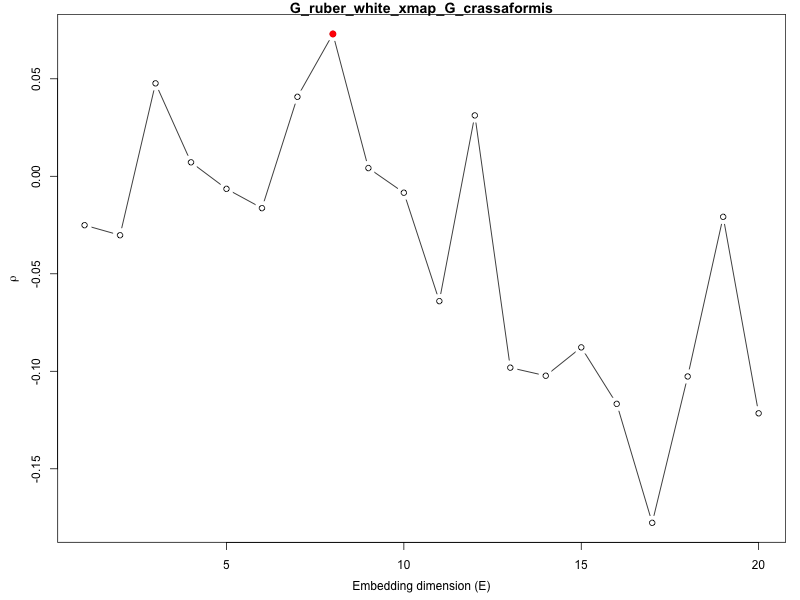 G_ruber_white_xmap_G_crassaformis
0.05
0.00
-0.05
-0.10
-0.15
ρ
5 10 15 20
Embedding dimension (E)